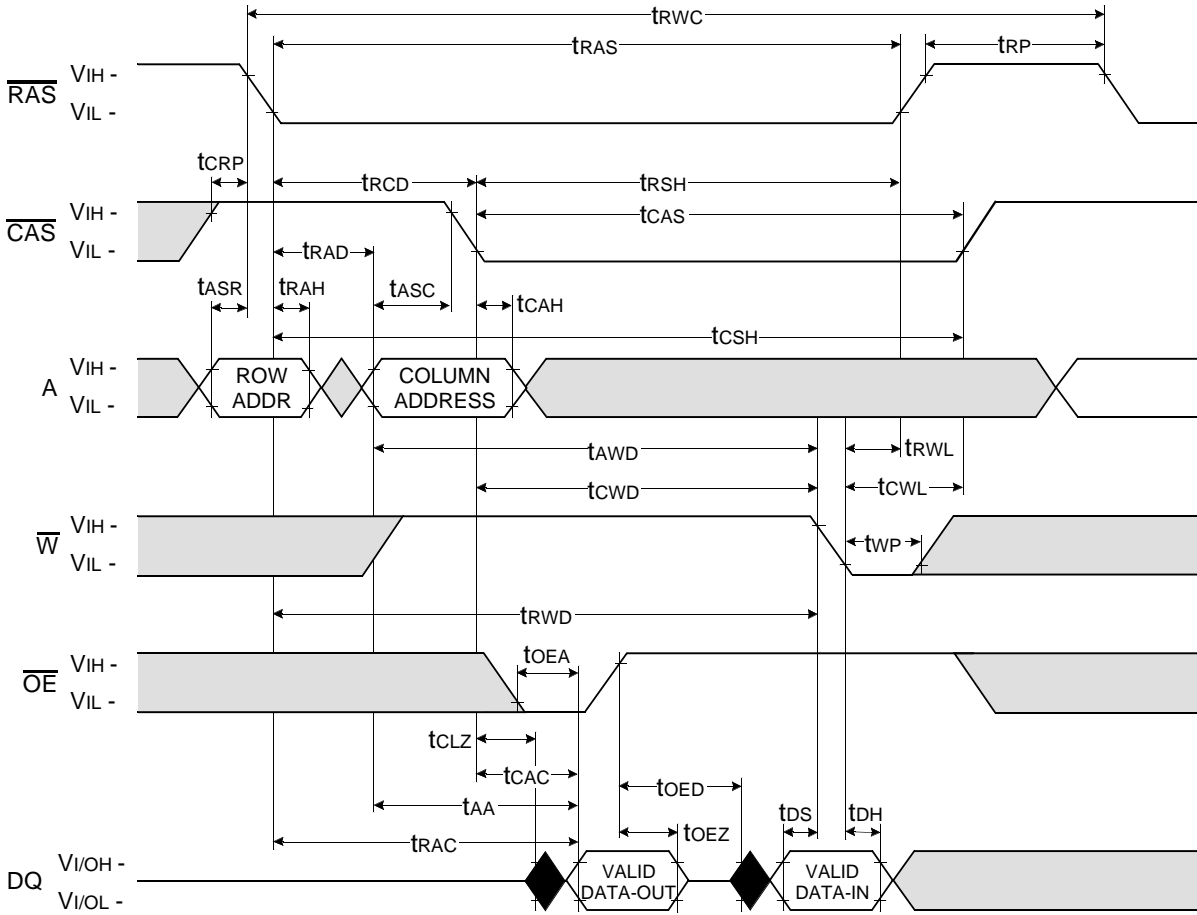 tRWC
tRAS
tRP
RAS
VIH -
VIL -
tCRP
tRCD
tRSH
CAS
VIH -
VIL -
tCAS
tRAD
tASR
tRAH
tASC
tCAH
tCSH
A
VIH -
VIL -
ROW
ADDR
COLUMN
ADDRESS
tAWD
tRWL
tCWD
tCWL
W
VIH -
VIL -
tWP
tRWD
OE
VIH -
VIL -
tOEA
tCLZ
tCAC
tOED
tAA
tDS
tDH
tOEZ
tRAC
DQ
VI/OH -
VI/OL -
VALID
DATA-OUT
VALID
DATA-IN